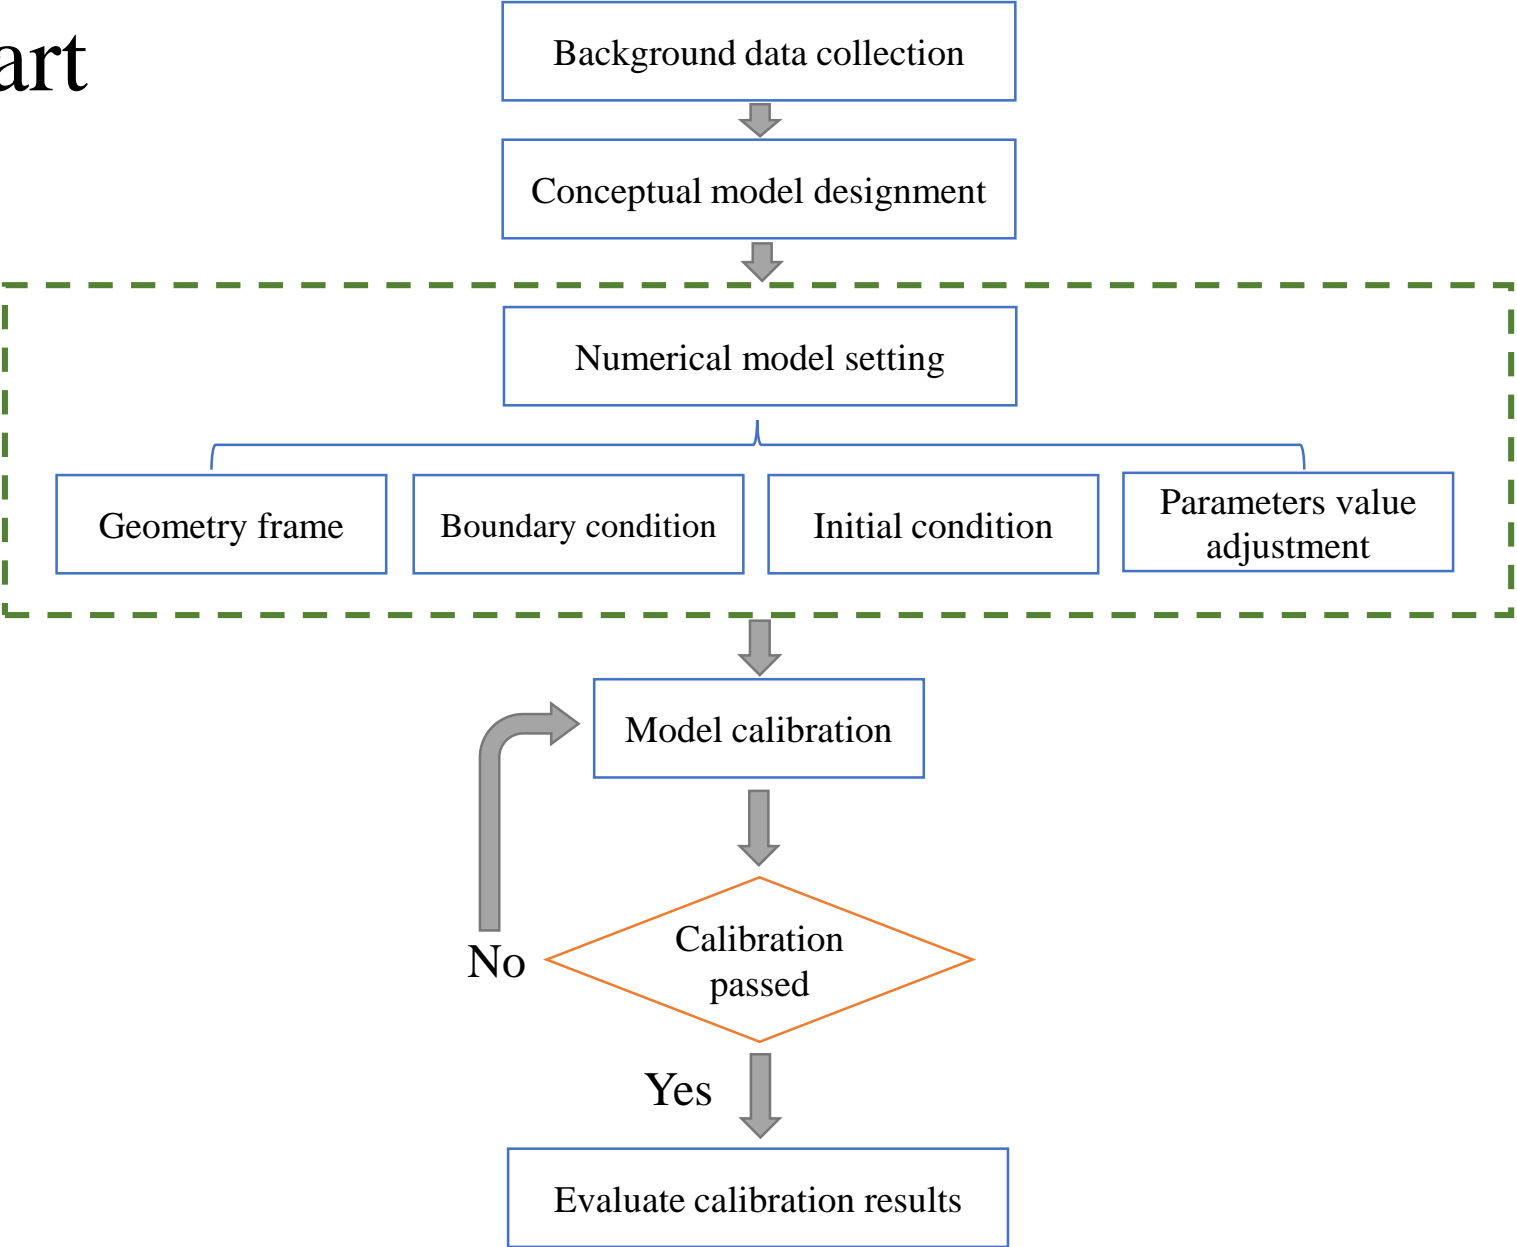 art
Background data collection
Conceptual model designment
Numerical model setting
Geometry frame
Boundary condition
Initial condition
Parameters value
adjustment
Model calibration
Calibration
passed
No
Yes
Evaluate calibration results